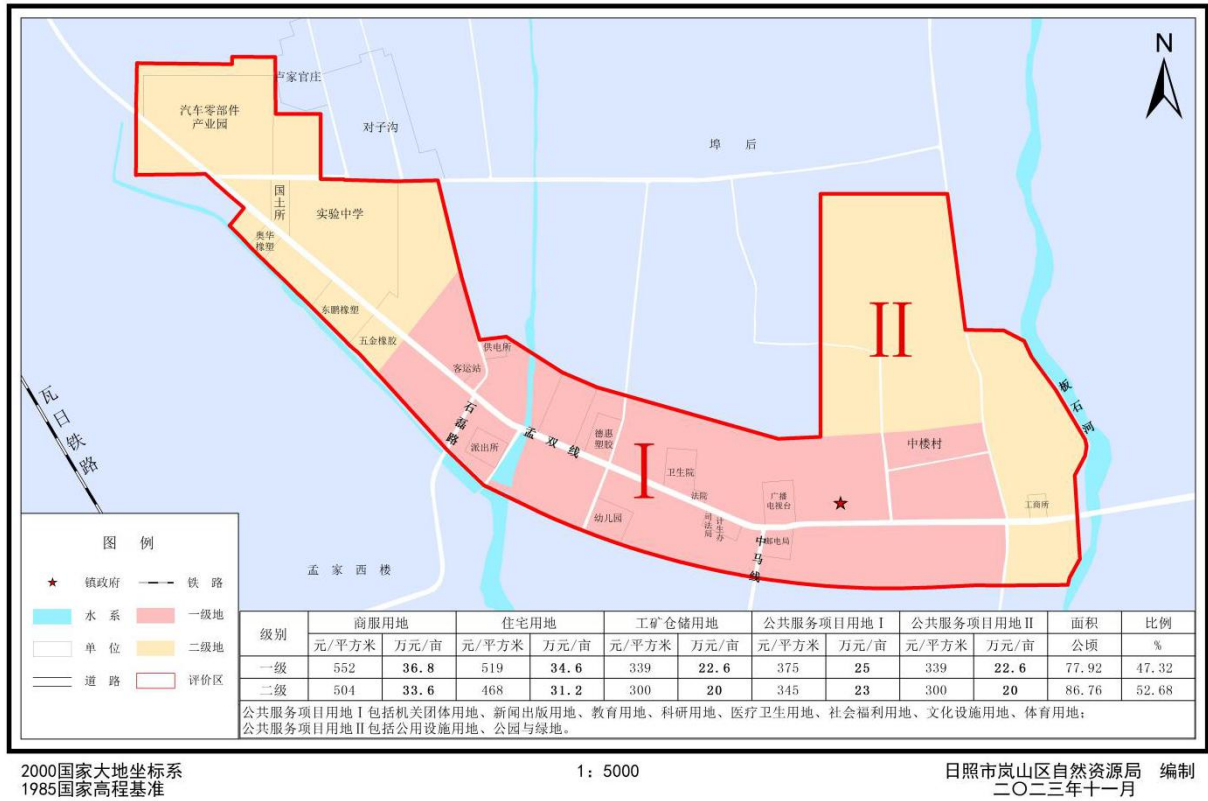 N
卢家官庄
汽车零部件
产业园
对子沟
埠 后
国土所
实验中学
奥华
橡塑
东鹏橡塑
五金橡胶
供电所
客运站
石磊路
派出所
孟双线
德惠
塑胶
I
II
卫生院
法院
司法局
计生办
广播
电视台
邮电局
中马线
幼儿园
中楼村
工商所
板石河
瓦日铁路
孟家西楼
图 例
镇政府 铁 路
水 系 一级地
单 位 二级地
道 路 评价区
级别 商服用地 住宅用地 工矿仓储用地 公共服务项目用地Ⅰ 公共服务项目用地Ⅱ 面积 比例
元/平方米 万元/亩 元/平方米 万元/亩 元/平方米 万元/亩 元/平方米 万元/亩 元/平方米 万元/亩 公顷 %
一级 552 36.8 519 34.6 339 22.6 375 25 339 22.6 77.92 47.32
二级 504 33.6 468 31.2 300 20 345 23 300 20 86.76 52.68
公共服务项目用地Ⅰ包括机关团体用地、新闻出版用地、教育用地、科研用地、医疗卫生用地、社会福利用地、文化设施用地、体育用地；
公共服务项目用地Ⅱ包括公用设施用地、公园与绿地。
2000国家大地坐标系
1985国家高程基准
1：5000
日照市岚山区自然资源局 编制
二〇二三年十一月